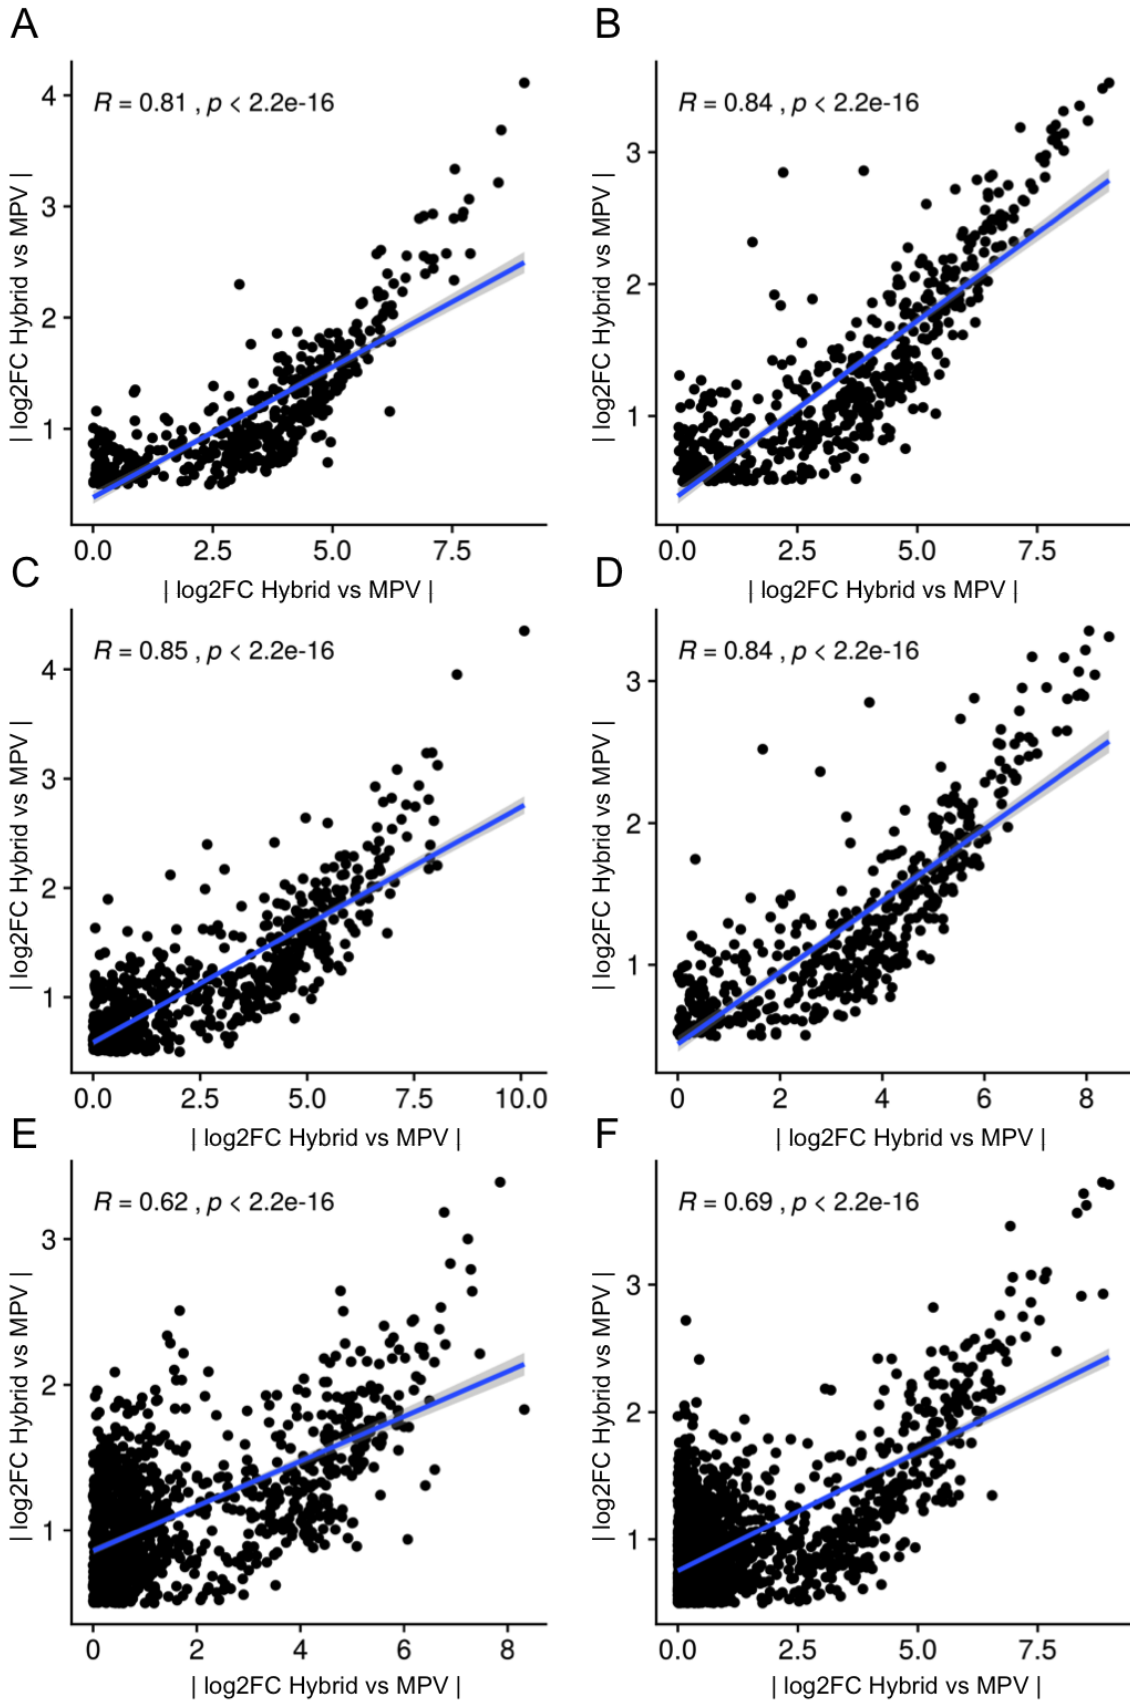 A
R = 0.81 , p < 2.2e-16
| log2FC Hybrid vs MPV |
4
3
2
1
0.0 2.5 5.0 7.5
| log2FC Hybrid vs MPV |
B
R = 0.84 , p < 2.2e-16
| log2FC Hybrid vs MPV |
3
2
1
0.0 2.5 5.0 7.5
| log2FC Hybrid vs MPV |
C
R = 0.85 , p < 2.2e-16
| log2FC Hybrid vs MPV |
4
3
2
1
0.0 2.5 5.0 7.5 10.0
| log2FC Hybrid vs MPV |
D
R = 0.84 , p < 2.2e-16
| log2FC Hybrid vs MPV |
3
2
1
0 2 4 6 8
| log2FC Hybrid vs MPV |
E
R = 0.62 , p < 2.2e-16
| log2FC Hybrid vs MPV |
3
2
1
0 2 4 6 8
| log2FC Hybrid vs MPV |
F
R = 0.69 , p < 2.2e-16
| log2FC Hybrid vs MPV |
3
2
1
0.0 2.5 5.0 7.5
| log2FC Hybrid vs MPV |